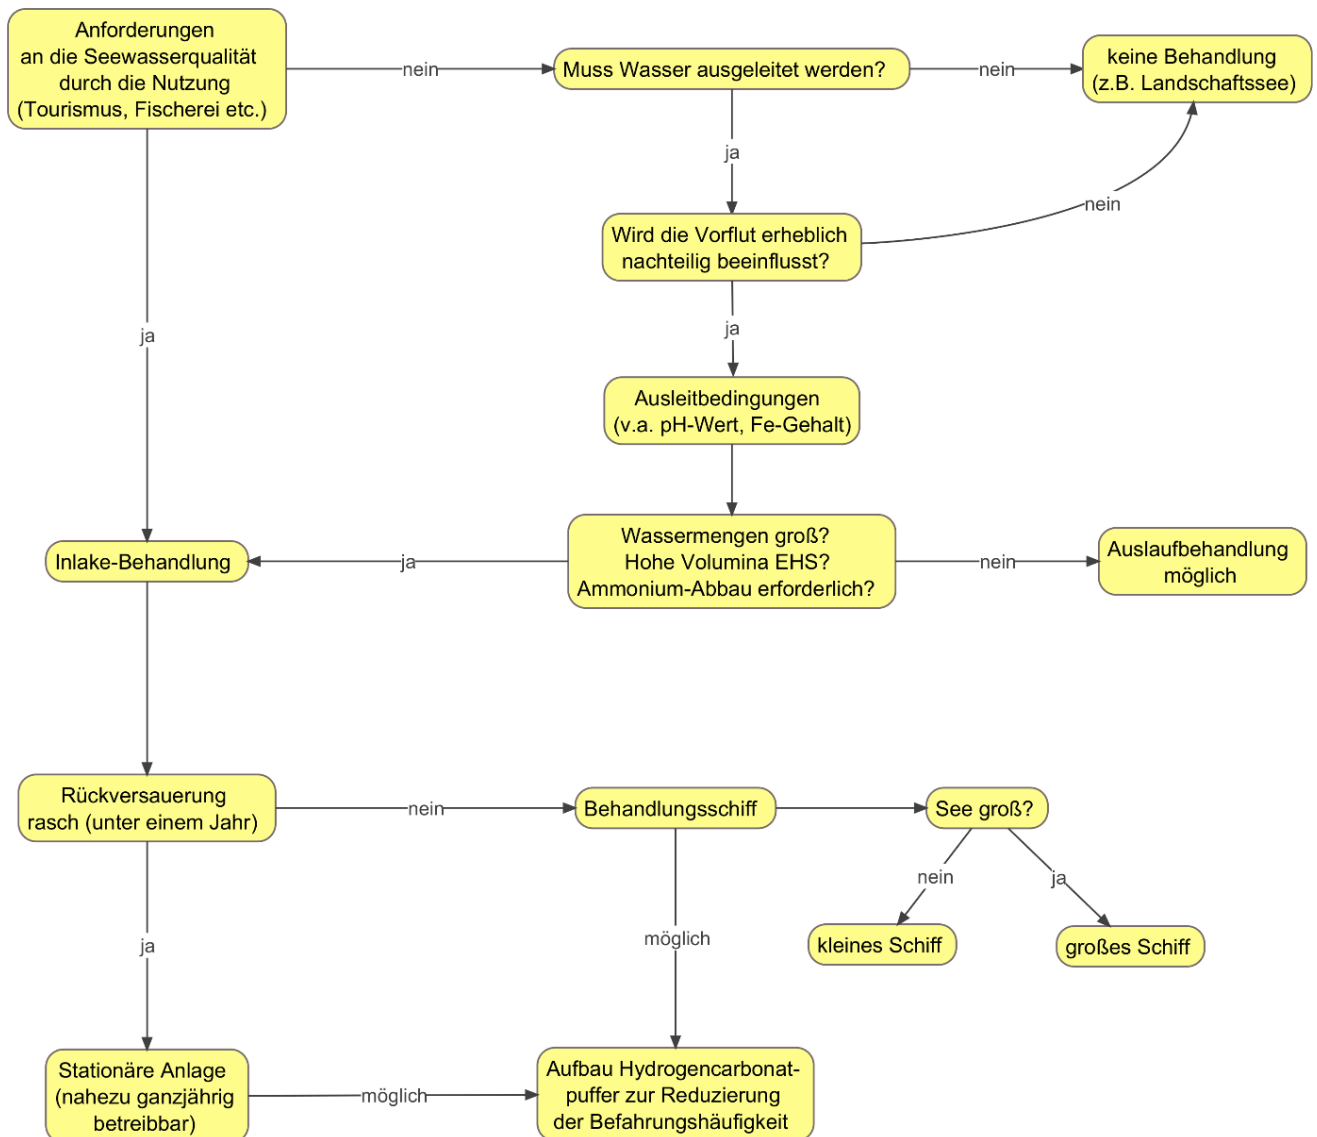 Anforderungen
an die Seewasserqualität
durch die Nutzung
(Tourismus, Fischerei etc.)
nein
Muss Wasser ausgeleitet werden?
nein
keine Behandlung
(z.B. Landschaftssee)
ja
nein
Wird die Vorflut erheblich
nachteilig beeinflusst?
ja
ja
Ausleitbedingungen
(v.a. pH-Wert, Fe-Gehalt)
Inlake-Behandlung
ja
Wassermengen groß?
Hohe Volumina EHS?
Ammonium-Abbau erforderlich?
nein
Auslaufbehandlung
möglich
Rückversauerung
rasch (unter einem Jahr)
nein
Behandlungsschiff
See groß?
nein
ja
ja
möglich
kleines Schiff
großes Schiff
Stationäre Anlage
(nahezu ganzjährig
betreibbar)
möglich
Aufbau Hydrogencarbonat-
puffer zur Reduzierung
der Befahrungshäufigkeit